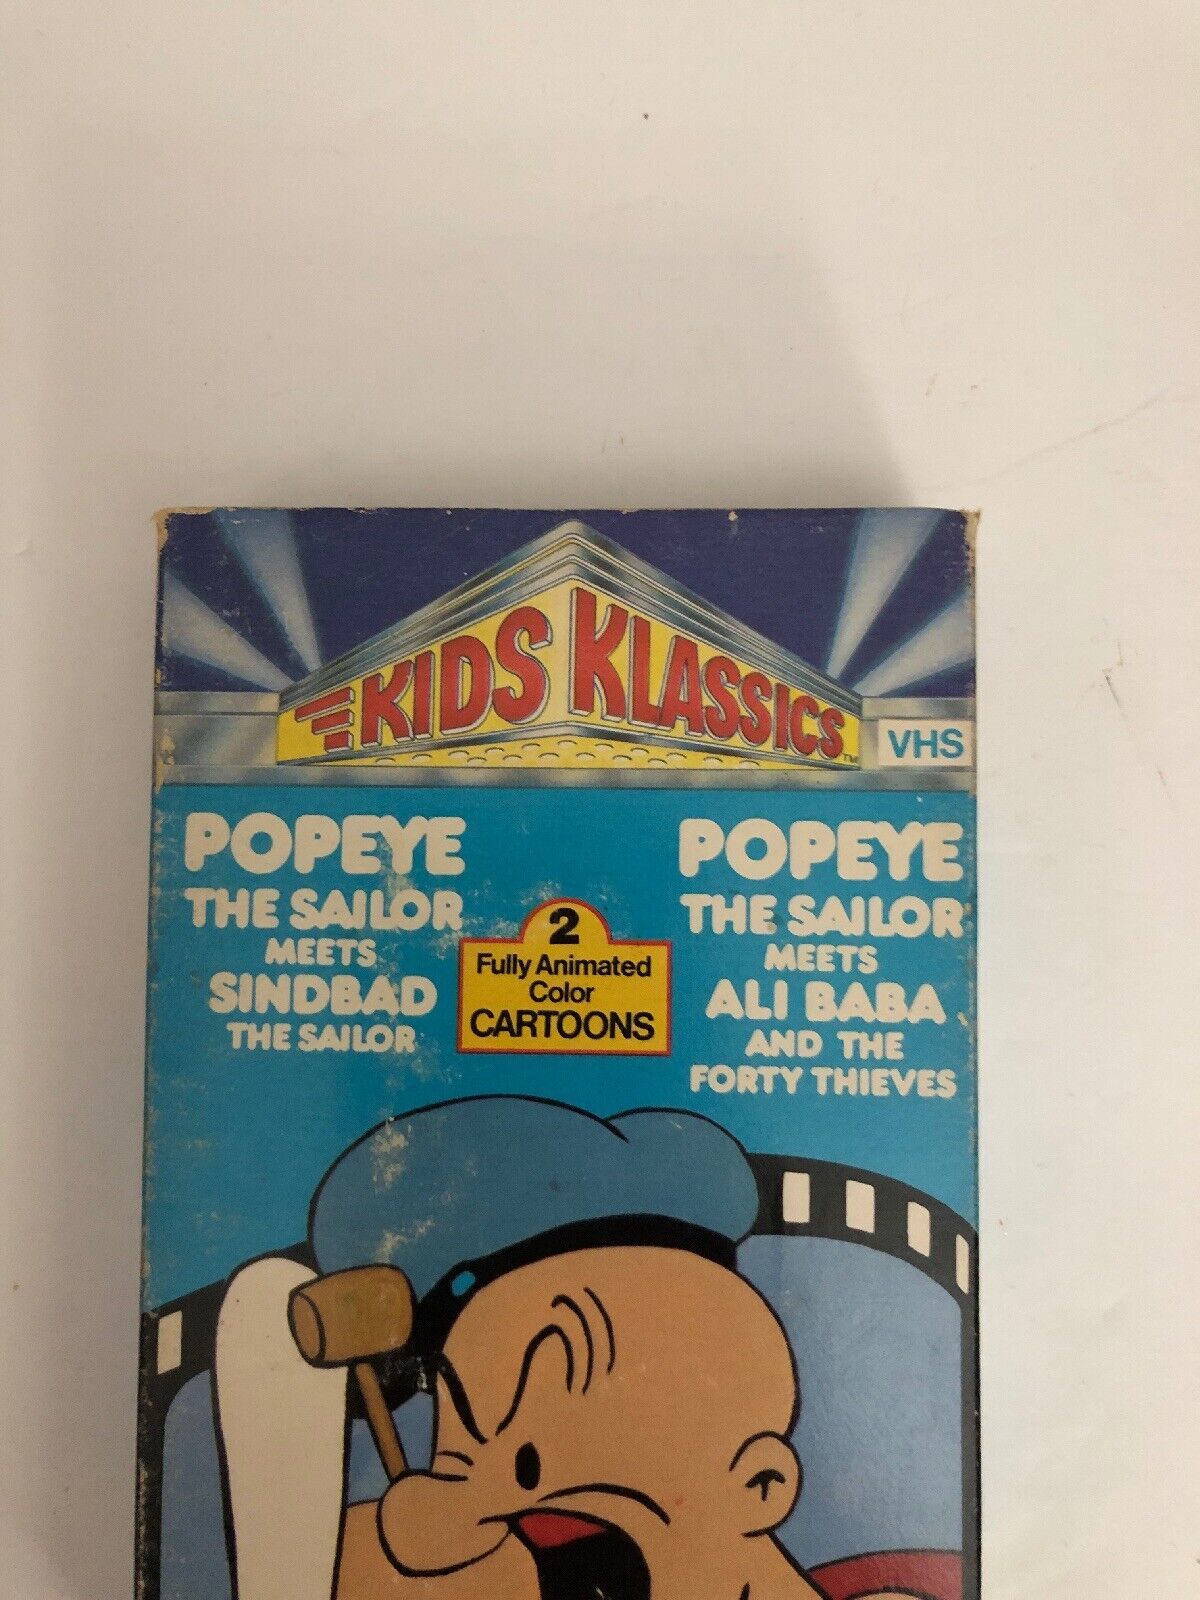 KIDS KLASSICS TM
VHS
POPEYE
THE SAILOR
MEETS
SINDBAD
THE SAILOR
2
Fully Animated
Color
CARTOONS
POPEYE
THE SAILOR
MEETS
ALI BABA
AND THE
FORTY THIEVES